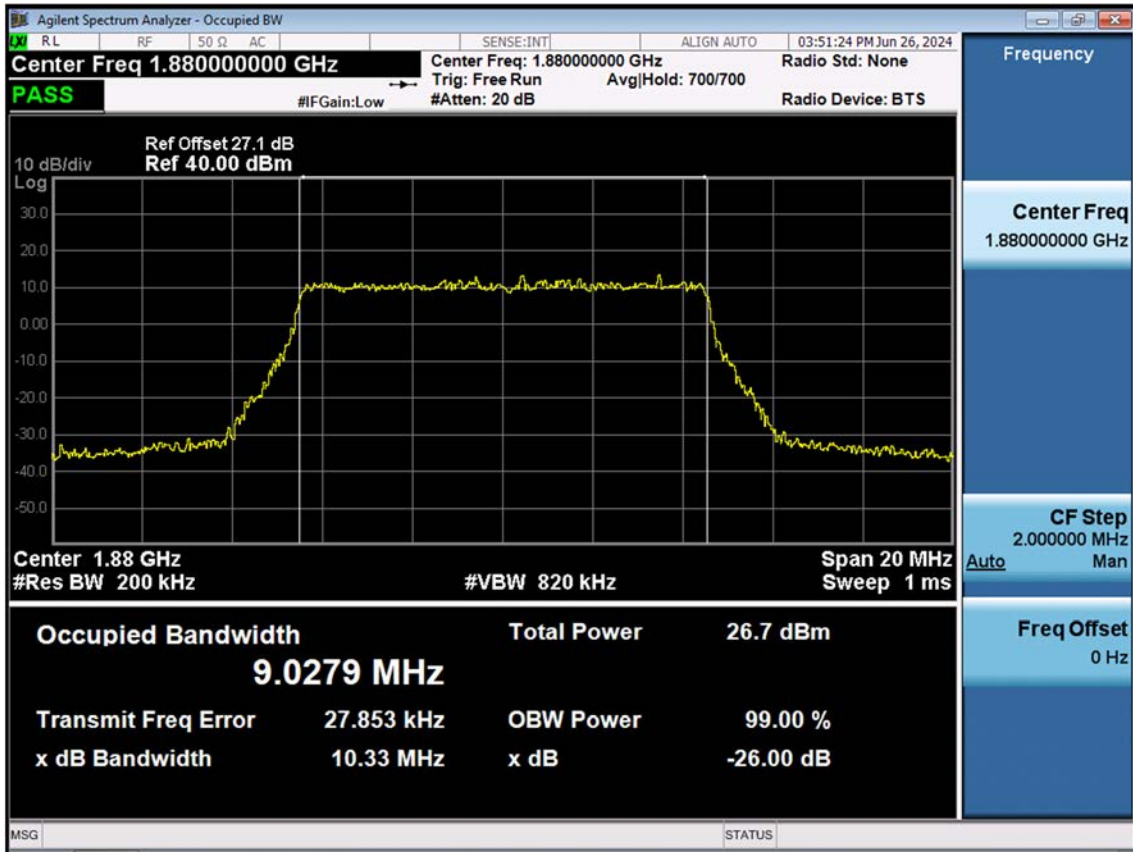 Agilent Spectrum Analyzer - Occupied BW
LXI RL RF 50 Ω AC SENSE:INT ALIGN AUTO 03:51:24 PM Jun 26, 2024
Center Freq 1.880000000 GHz
Center Freq: 1.880000000 GHz
Radio Std: None
Trig: Free Run Avg|Hold: 700/700
PASS
#IFGain:Low
#Atten: 20 dB
Radio Device: BTS
Ref Offset 27.1 dB
10 dB/div Ref 40.00 dBm
Log
30.0
20.0
10.0
0.00
-10.0
-20.0
-30.0
-40.0
-50.0
Center 1.88 GHz Span 20 MHz
#Res BW 200 kHz #VBW 820 kHz Sweep 1 ms
Occupied Bandwidth Total Power 26.7 dBm
9.0279 MHz
Transmit Freq Error 27.853 kHz OBW Power 99.00 %
x dB Bandwidth 10.33 MHz x dB -26.00 dB
MSG STATUS
Frequency
Center Freq
1.880000000 GHz
CF Step
2.000000 MHz
Auto Man
Freq Offset
0 Hz